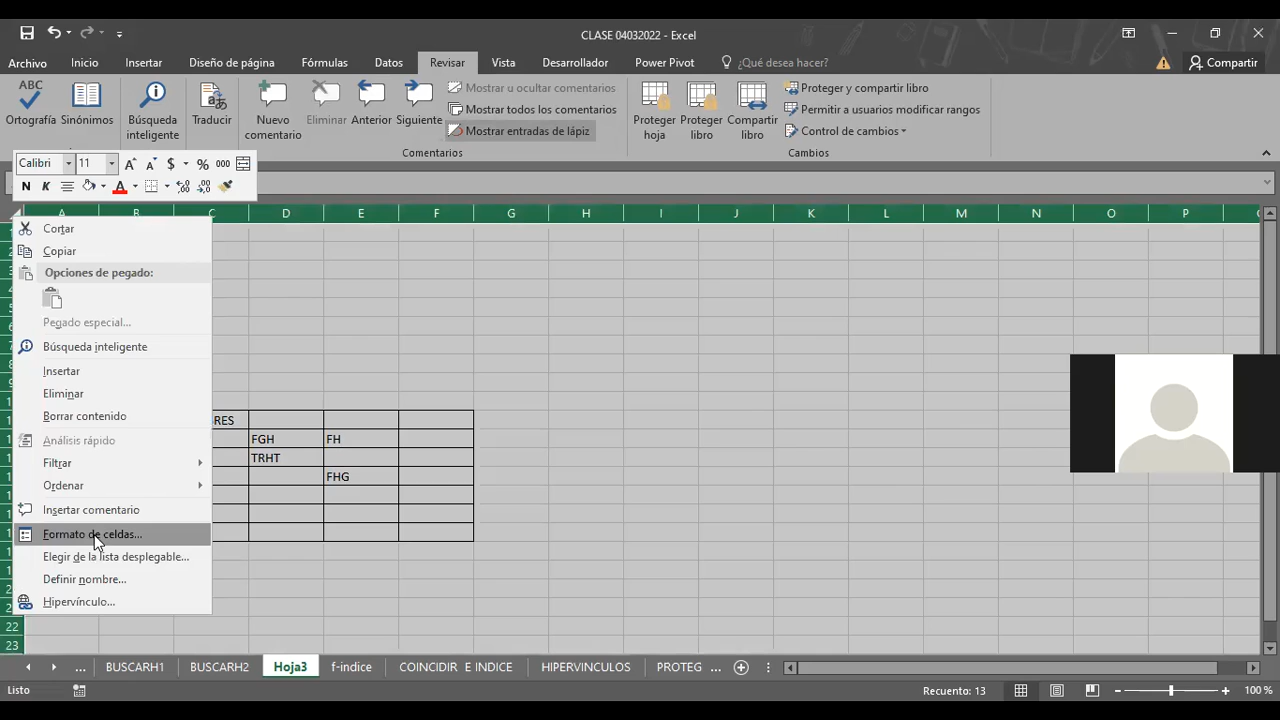 CLASE 04032022 - Excel
Archivo Inicio Insertar Diseño de página Fórmulas Datos Revisar Vista Desarrollador Power Pivot ¿Qué desea hacer? Compartir
ABC
Ortografía Sinónimos
Búsqueda inteligente
Traducir
Nuevo comentario
Eliminar Anterior Siguiente
Mostrar u ocultar comentarios
Mostrar todos los comentarios
Mostrar entradas de lápiz
Comentarios
Proteger hoja
Proteger libro
Compartir libro
Proteger y compartir libro
Permitir a usuarios modificar rangos
Control de cambios
Cambios
Calibri 11 $ % 000
N K A
A B C D E F G H I J K L M N O P
Cortar
Copiar
Opciones de pegado:
Pegado especial...
Búsqueda inteligente
Insertar
Eliminar
Borrar contenido
Análisis rápido
Filtrar
Ordenar
Insertar comentario
Formato de celdas...
Elegir de la lista desplegable...
Definir nombre...
Hipervínculo...
RES
FGH FH
TRHT
FHG
22
23
... BUSCARH1 BUSCARH2 Hoja3 f-indice COINCIDIR E INDICE HIPERVINCULOS PROTEG ...
Listo Recuento: 13 100 %